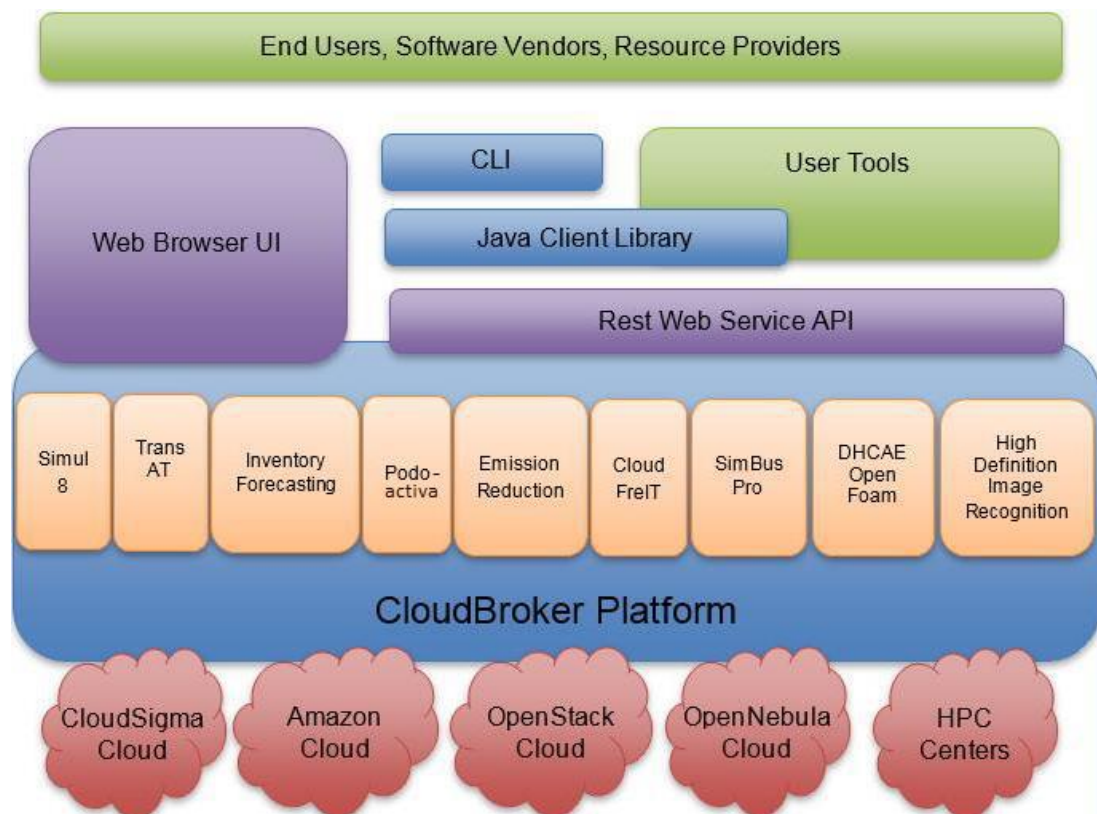 End Users, Software Vendors, Resource Providers
Web Browser UI
CLI
User Tools
Java Client Library
Rest Web Service API
Simul
8
Trans
AT
Inventory
Forecasting
Podo-
activa
Emission
Reduction
Cloud
FreIT
SimBus
Pro
DHCAE
Open
Foam
High
Definition
Image
Recognition
CloudBroker Platform
CloudSigma
Cloud
Amazon
Cloud
OpenStack
Cloud
OpenNebula
Cloud
HPC
Centers